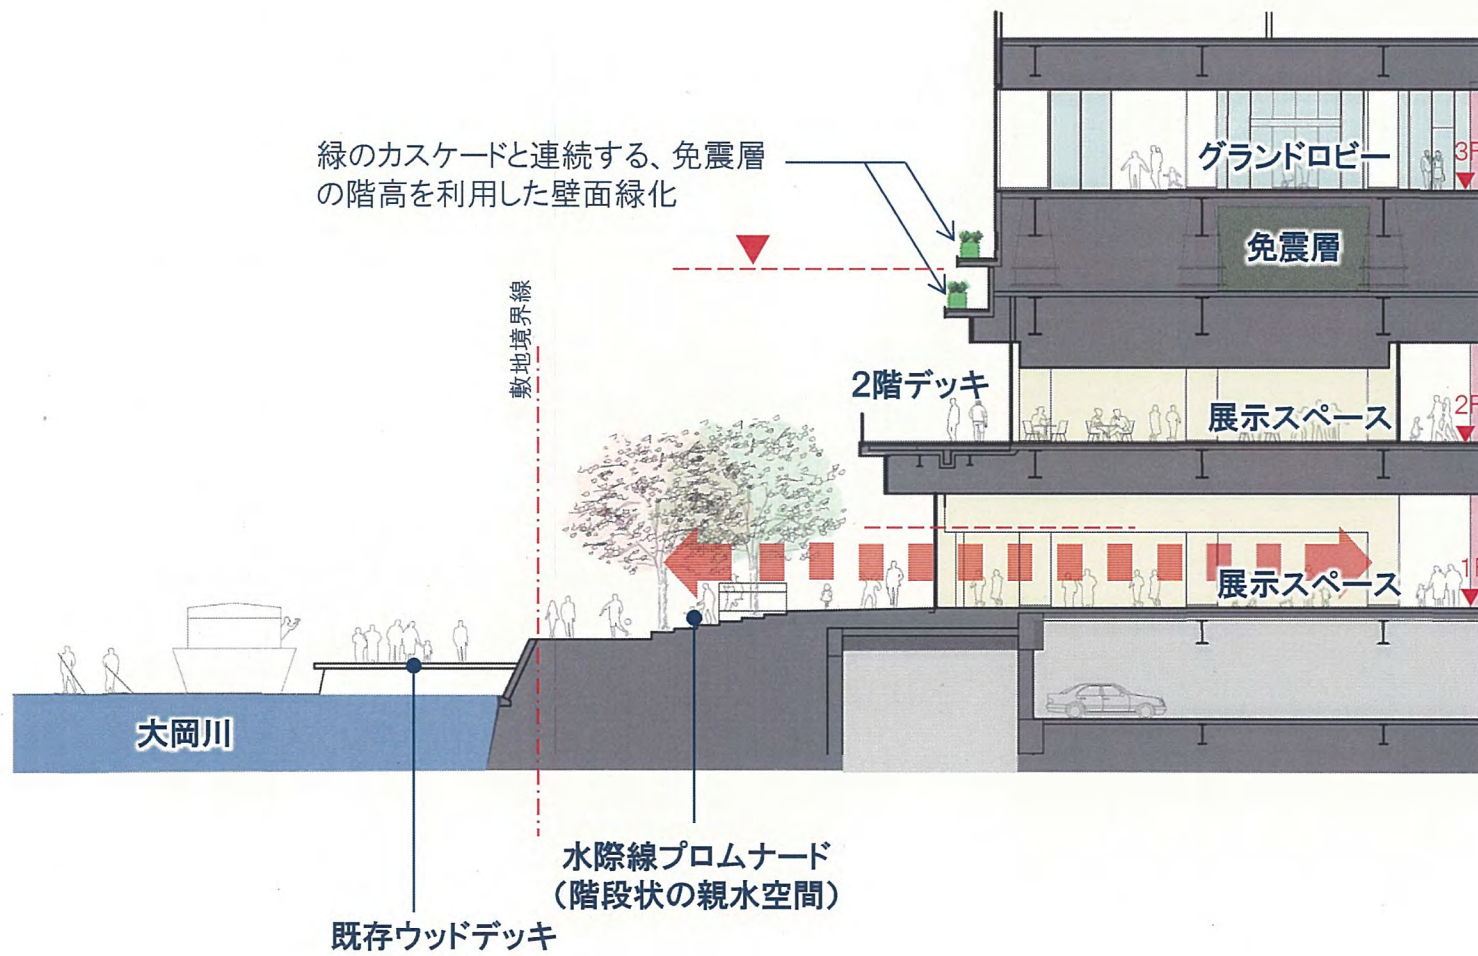 緑のカスケードと連続する、免震層
の階高を利用した壁面緑化
グランドロビー
3F
免震層
敷地境界線
2階デッキ
展示スペース
2F
展示スペース
1F
大岡川
水際線プロムナード
（階段状の親水空間）
既存ウッドデッキ